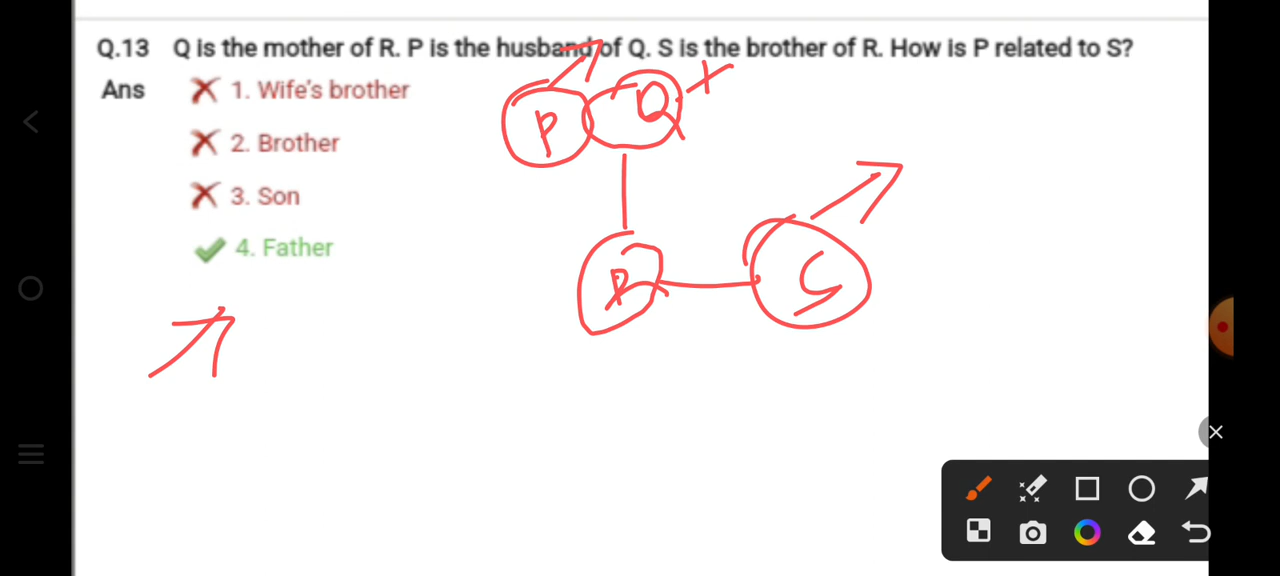 Q.13 Q is the mother of R. P is the husband of Q. S is the brother of R. How is P related to S?
Ans 1. Wife's brother
2. Brother
3. Son
4. Father
P Q
R S